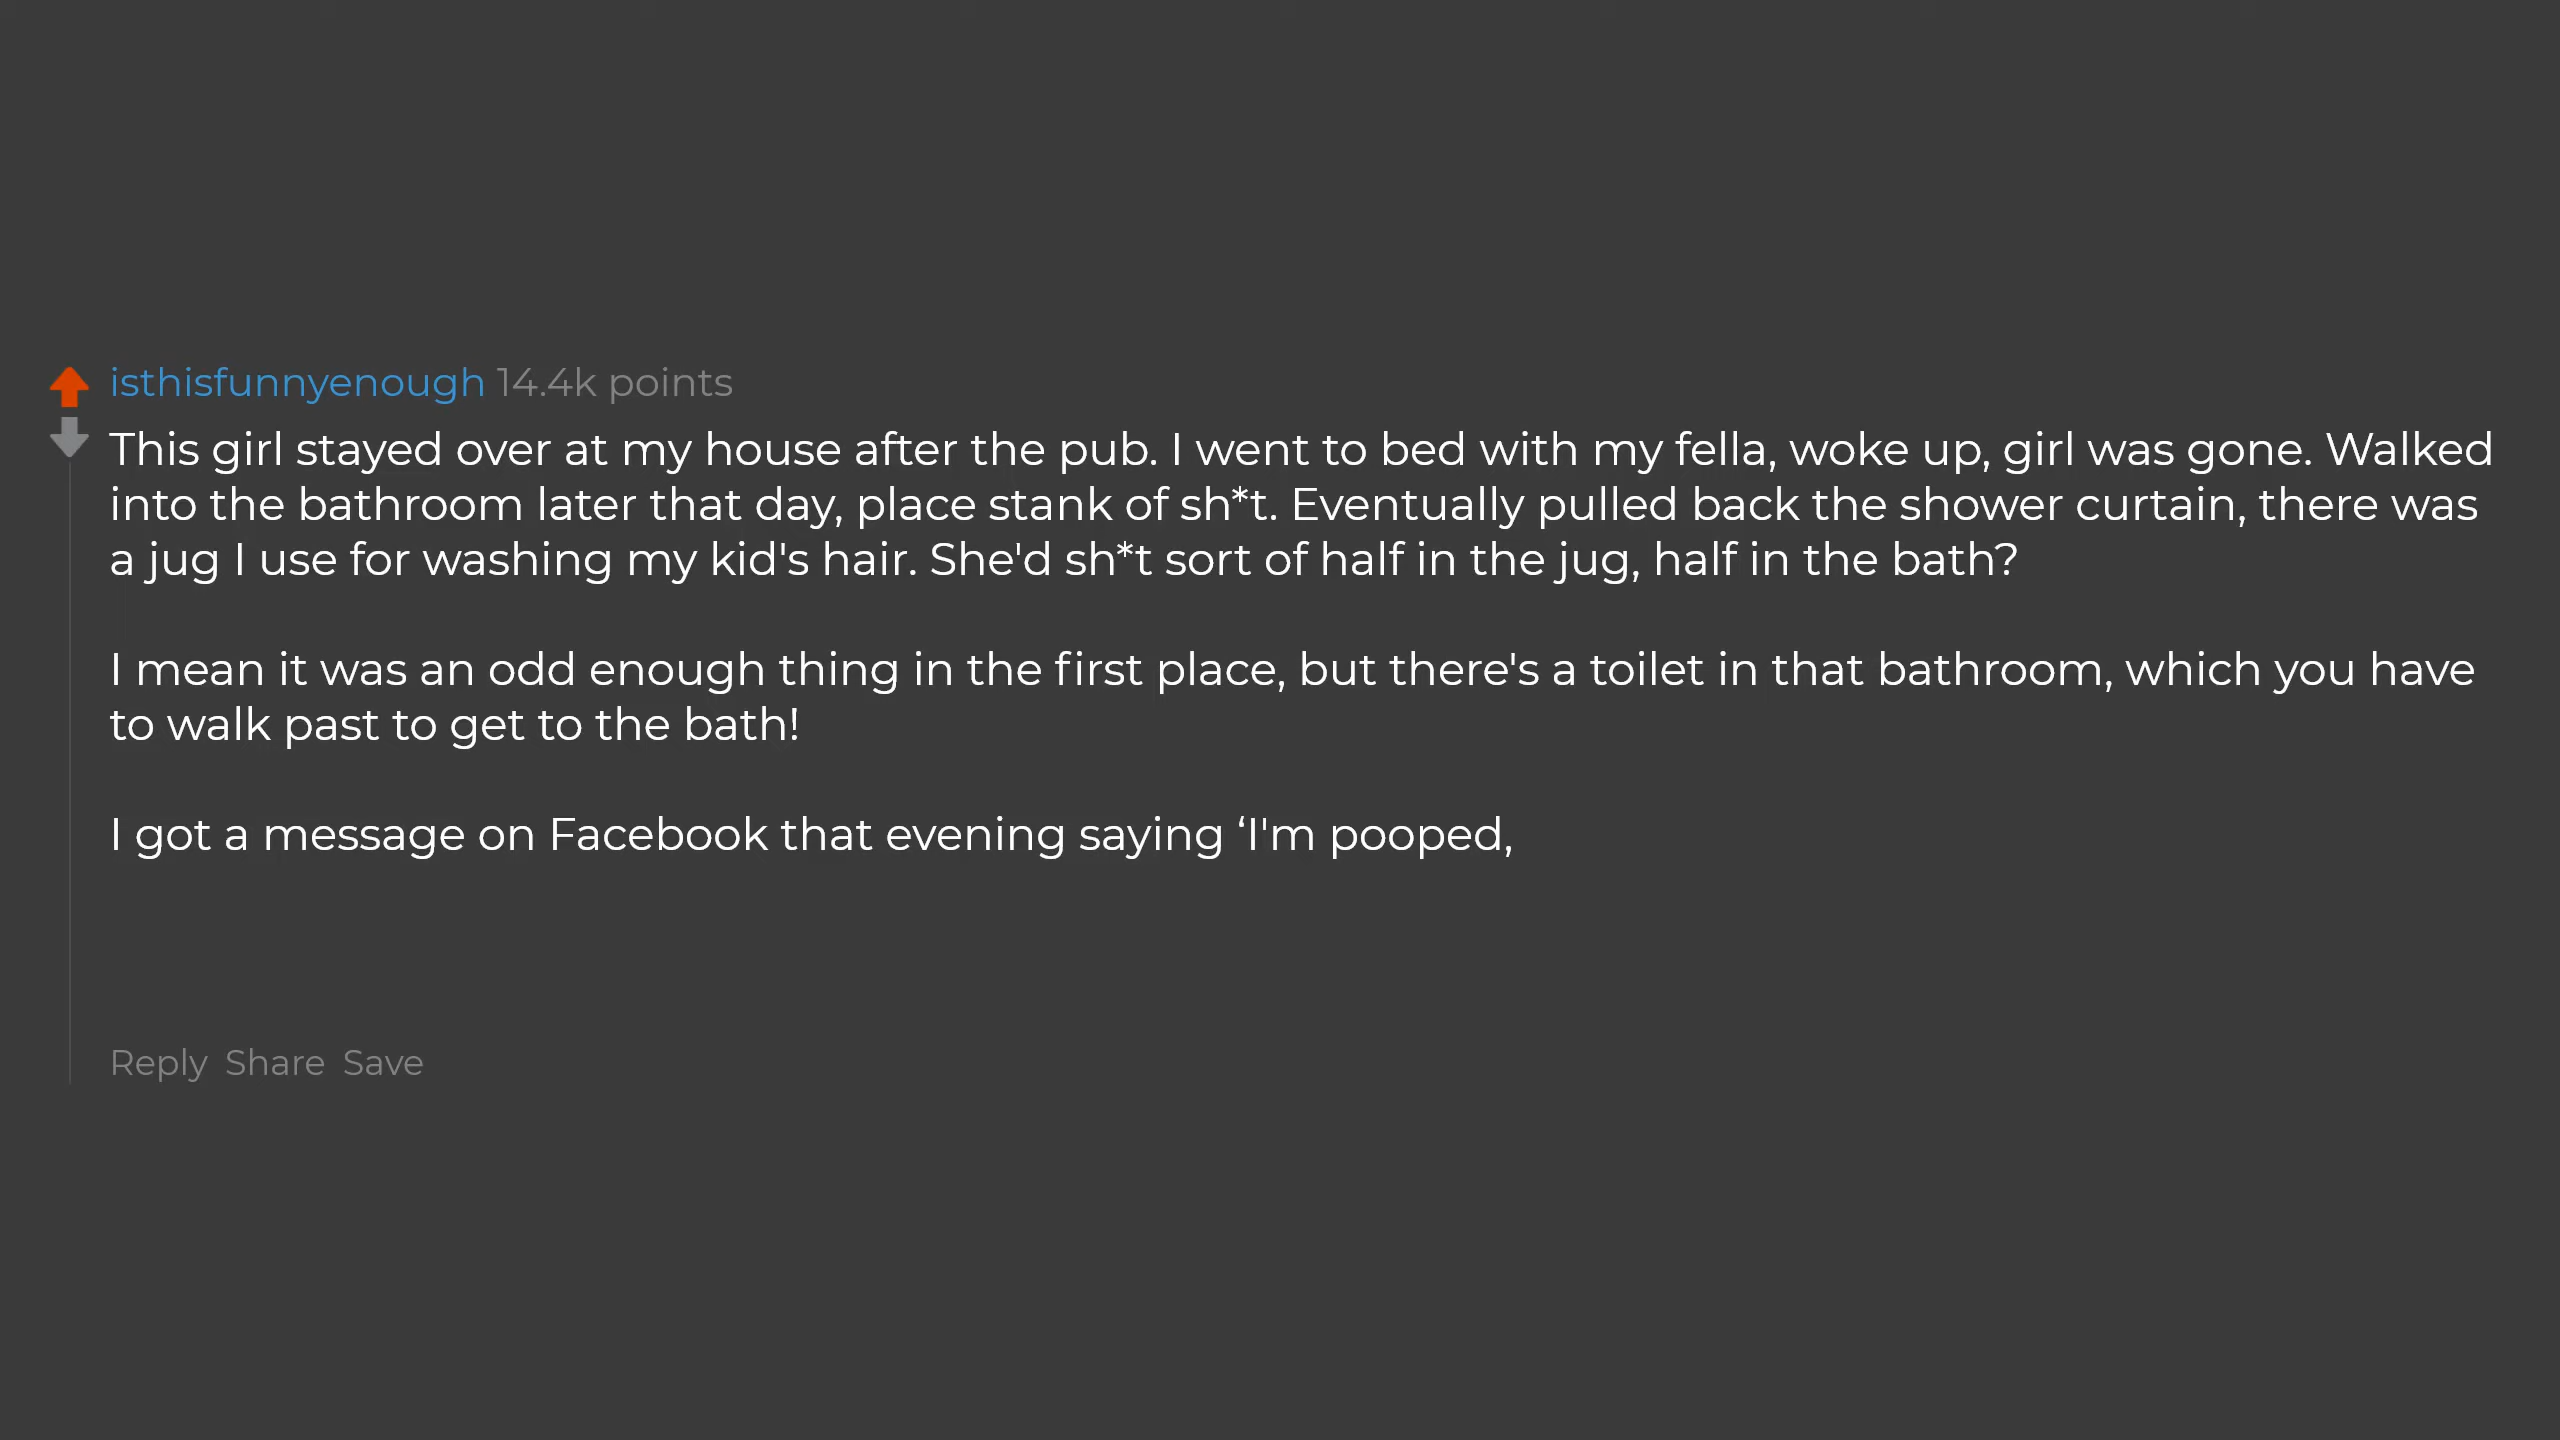 isthisfunnyenough 14.4k points
This girl stayed over at my house after the pub. I went to bed with my fella, woke up, girl was gone. Walked
into the bathroom later that day, place stank of sh*t. Eventually pulled back the shower curtain, there was
a jug I use for washing my kid's hair. She'd sh*t sort of half in the jug, half in the bath?
I mean it was an odd enough thing in the first place, but there's a toilet in that bathroom, which you have
to walk past to get to the bath!
I got a message on Facebook that evening saying ‘I'm pooped,
Reply Share Save